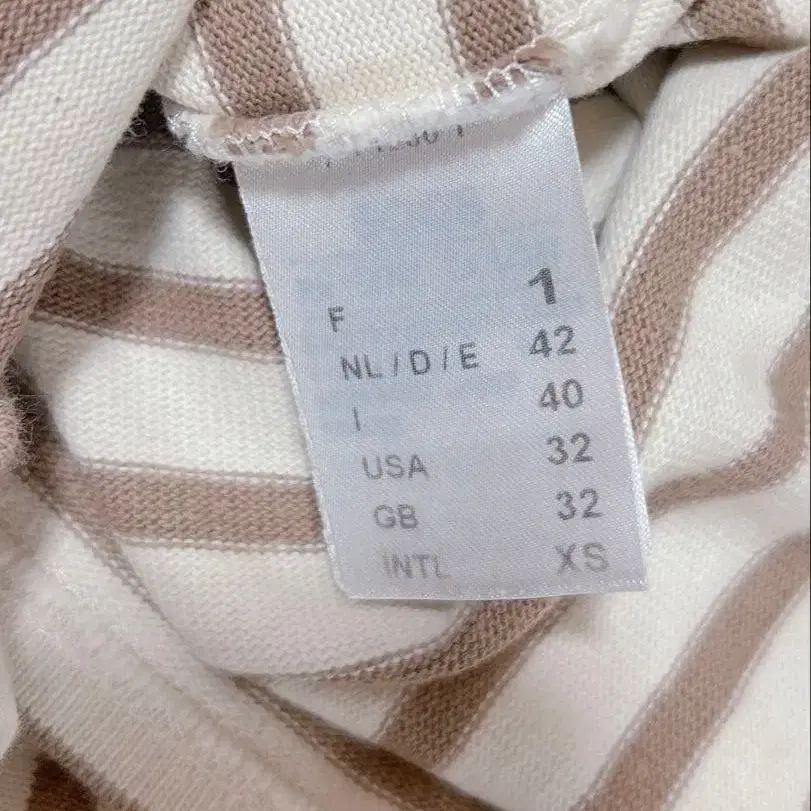 F 1
NL / D / E 42
I 40
USA 32
GB 32
INTL XS